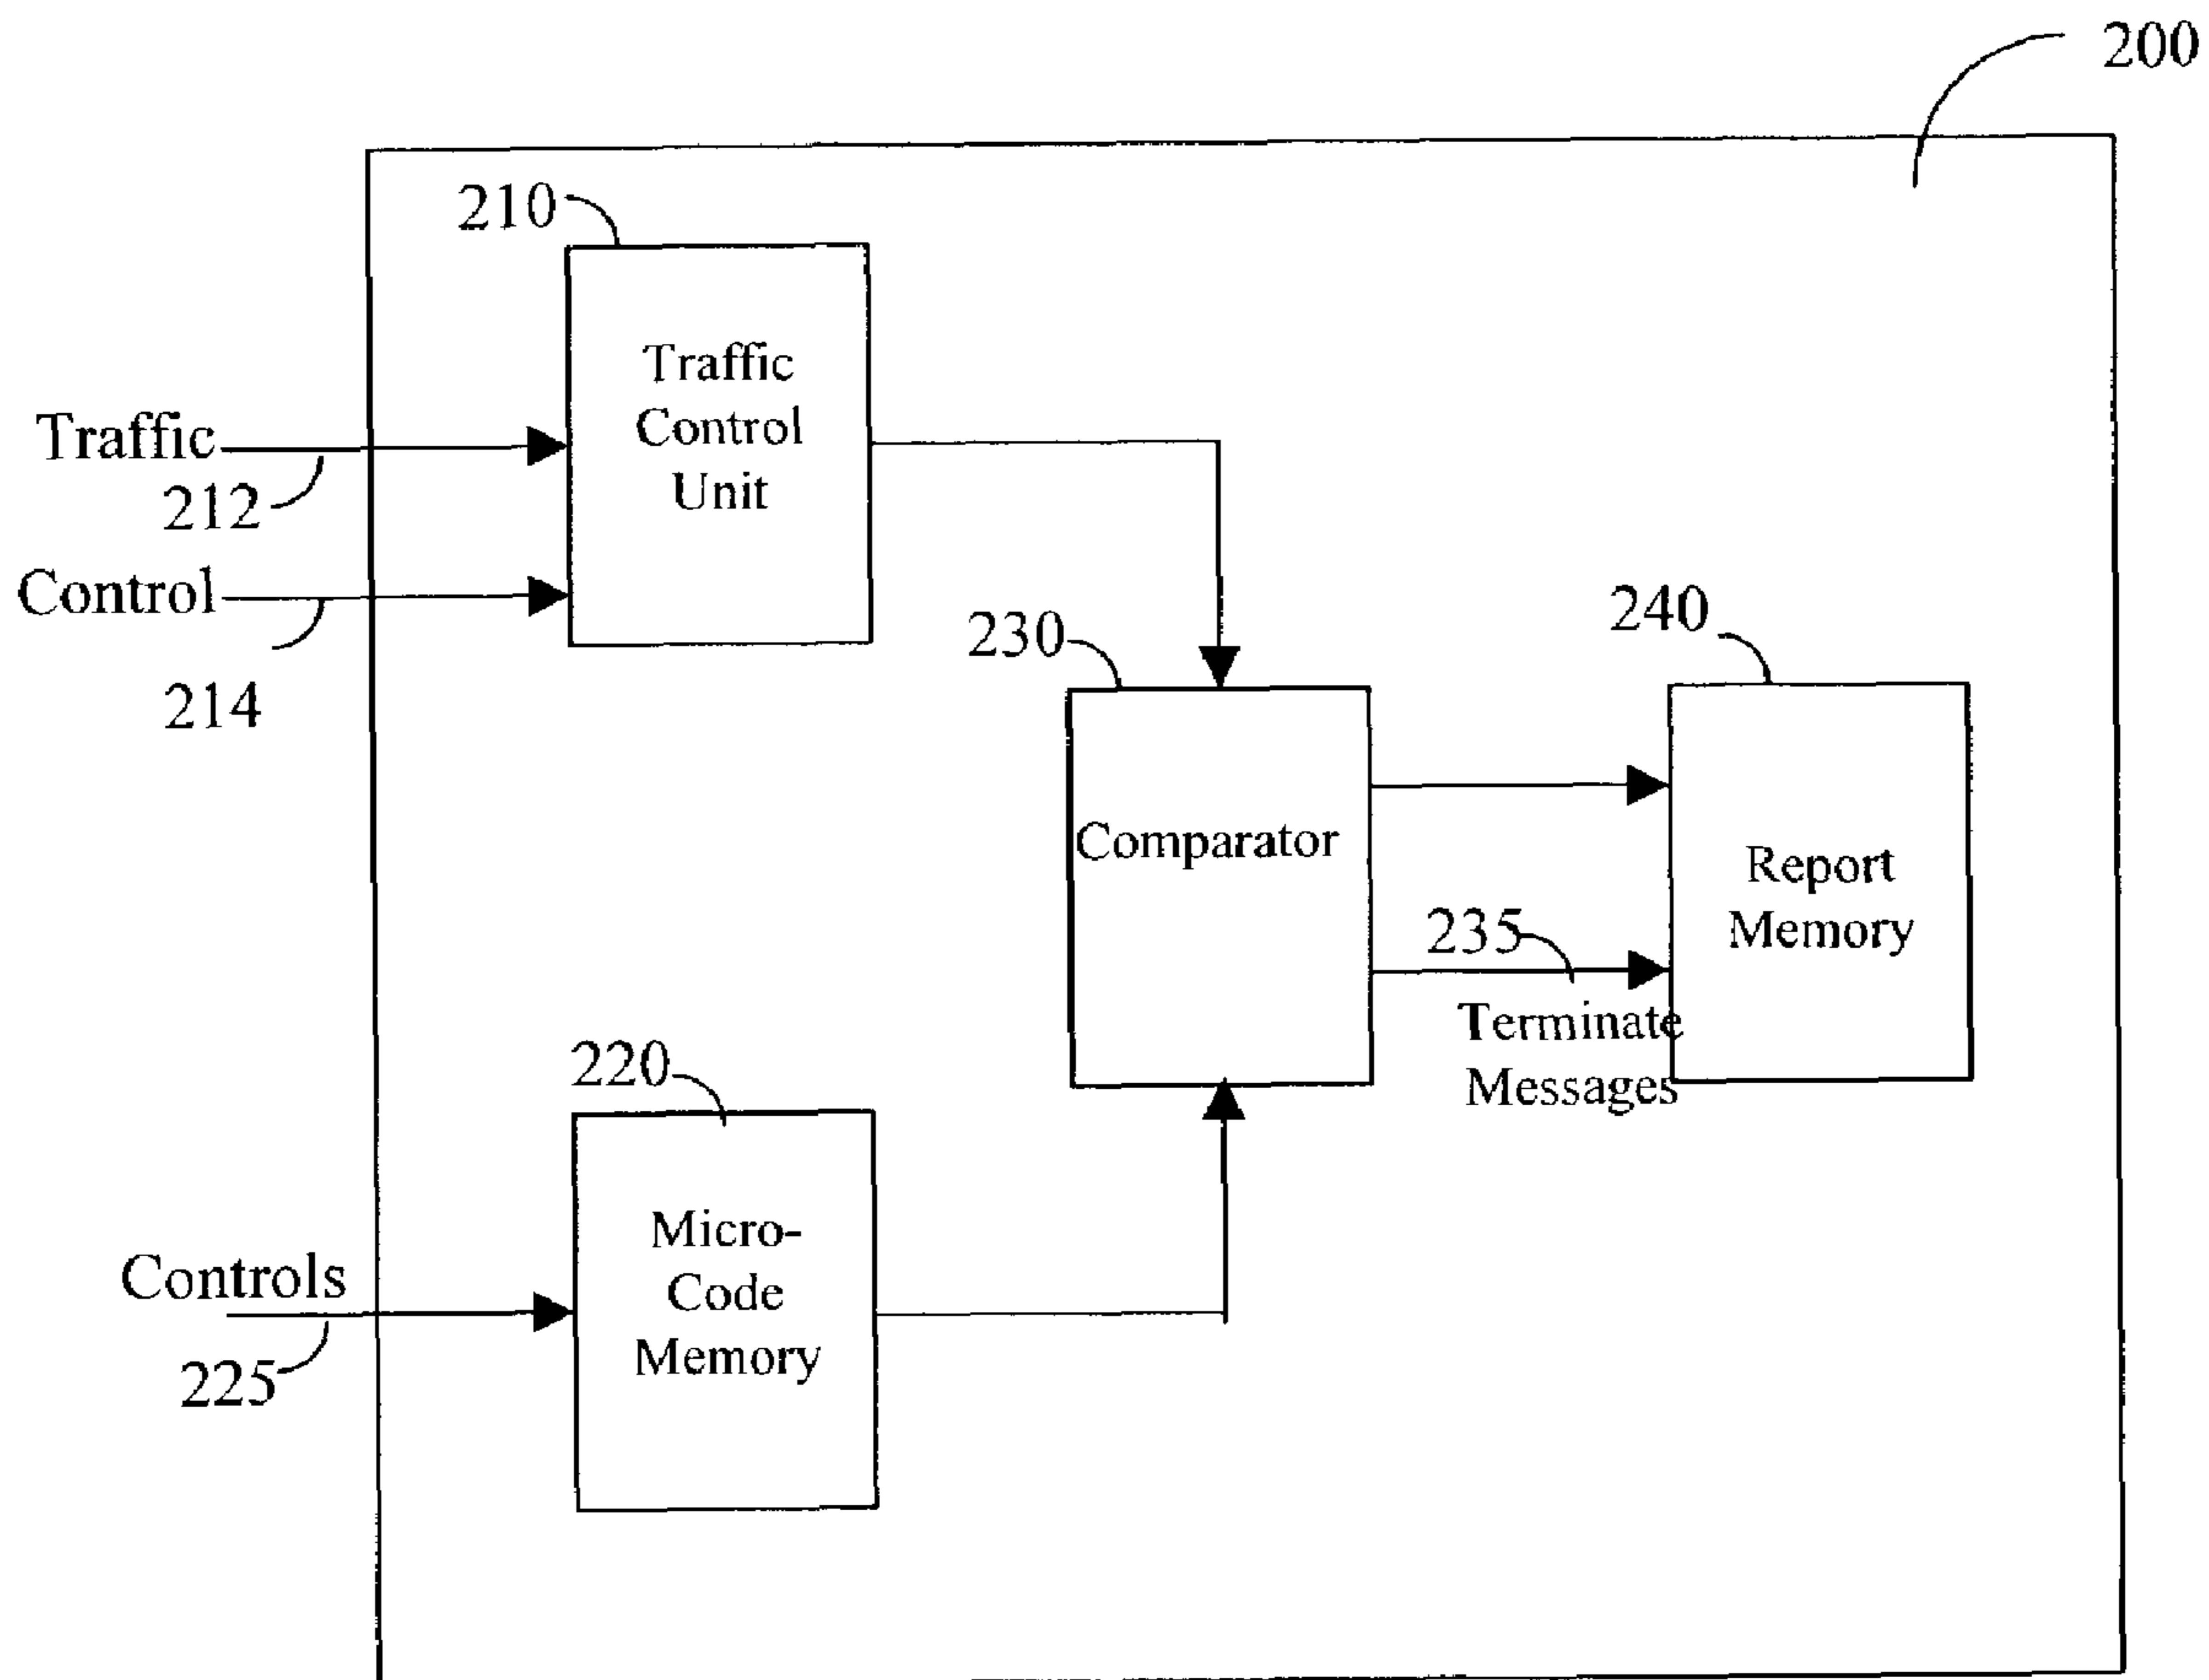 200
210
Traffic
Control
Unit
Traffic
212
Control
214
230
240
Comparator
Report
Memory
235
Terminate
Messages
220
Micro-
Code
Memory
Controls
225